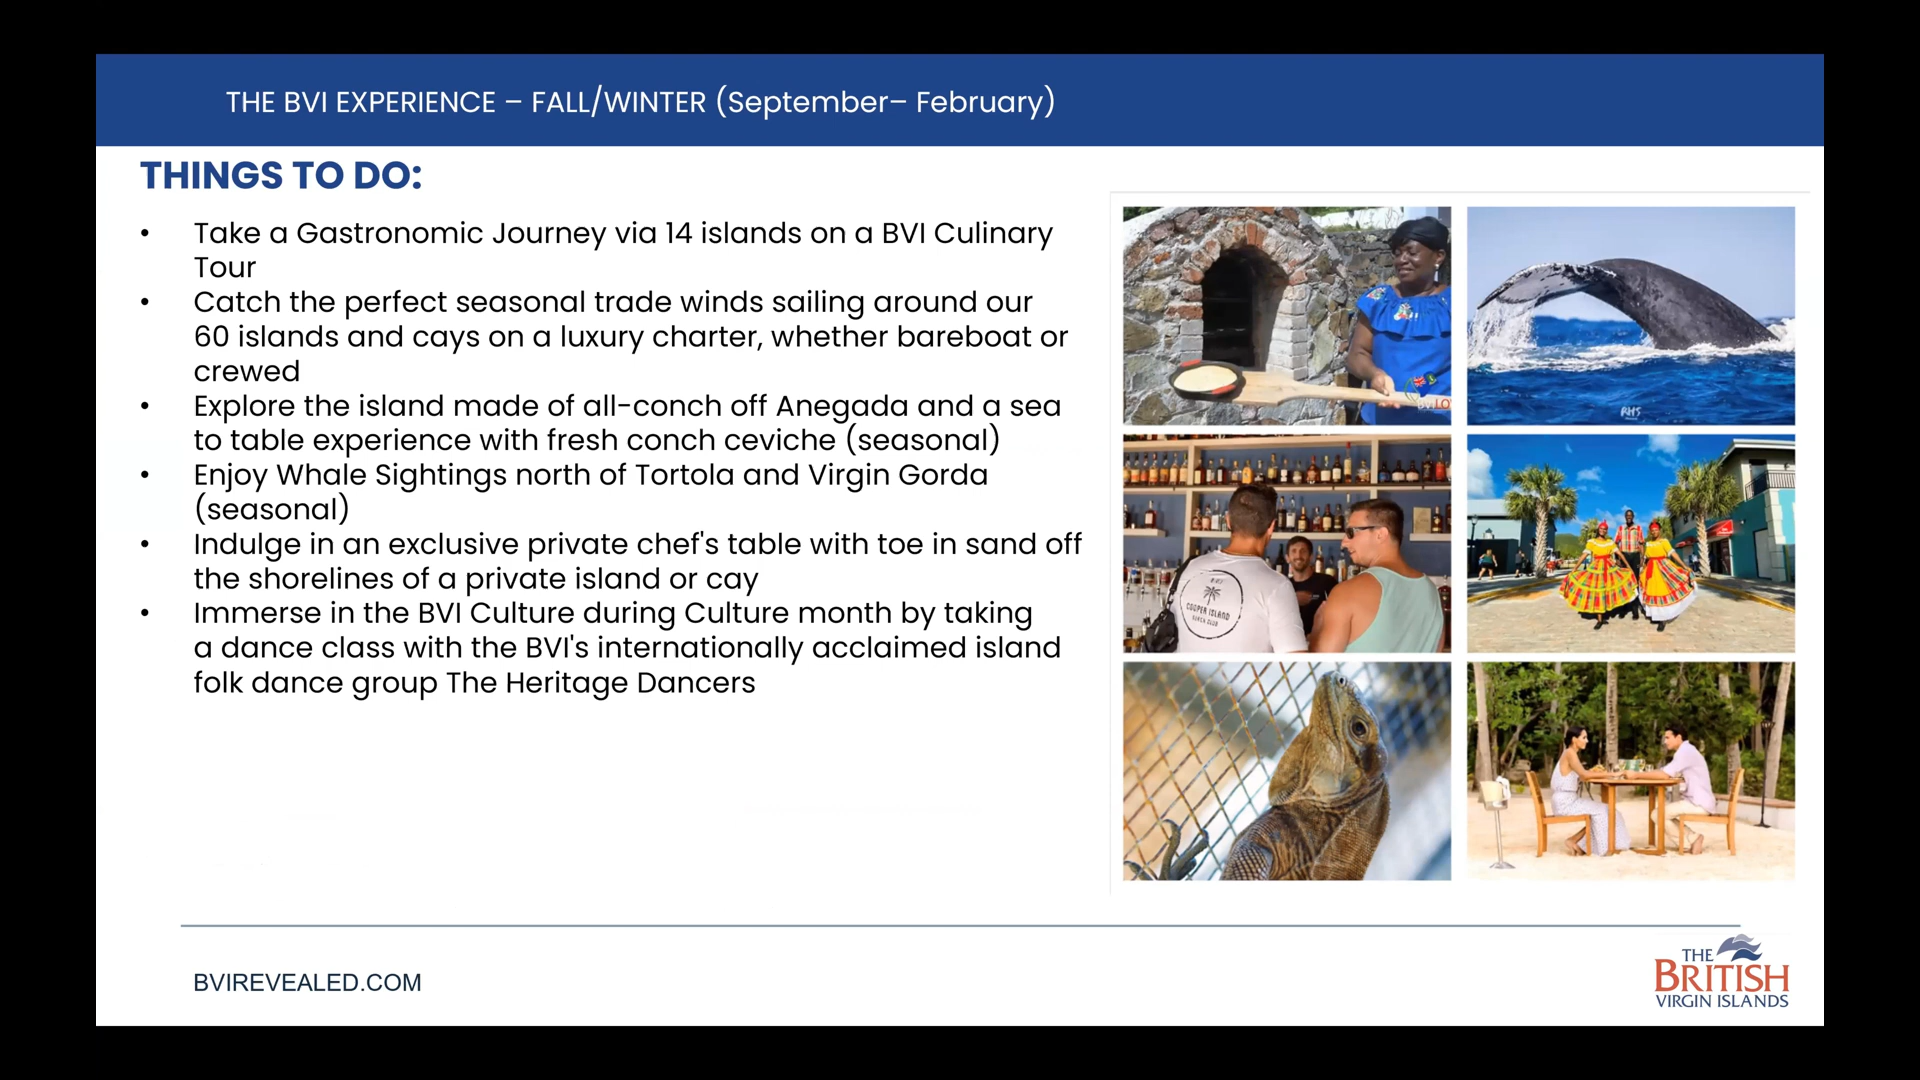 THE BVI EXPERIENCE – FALL/WINTER (September– February)
THINGS TO DO:
• Take a Gastronomic Journey via 14 islands on a BVI Culinary
Tour
• Catch the perfect seasonal trade winds sailing around our
60 islands and cays on a luxury charter, whether bareboat or
crewed
• Explore the island made of all-conch off Anegada and a sea
to table experience with fresh conch ceviche (seasonal)
• Enjoy Whale Sightings north of Tortola and Virgin Gorda
(seasonal)
• Indulge in an exclusive private chef's table with toe in sand off
the shorelines of a private island or cay
• Immerse in the BVI Culture during Culture month by taking
a dance class with the BVI's internationally acclaimed island
folk dance group The Heritage Dancers
RHS
COOPER ISLAND
BEACH CLUB
BVIREVEALED.COM
THE
BRITISH
VIRGIN ISLANDS